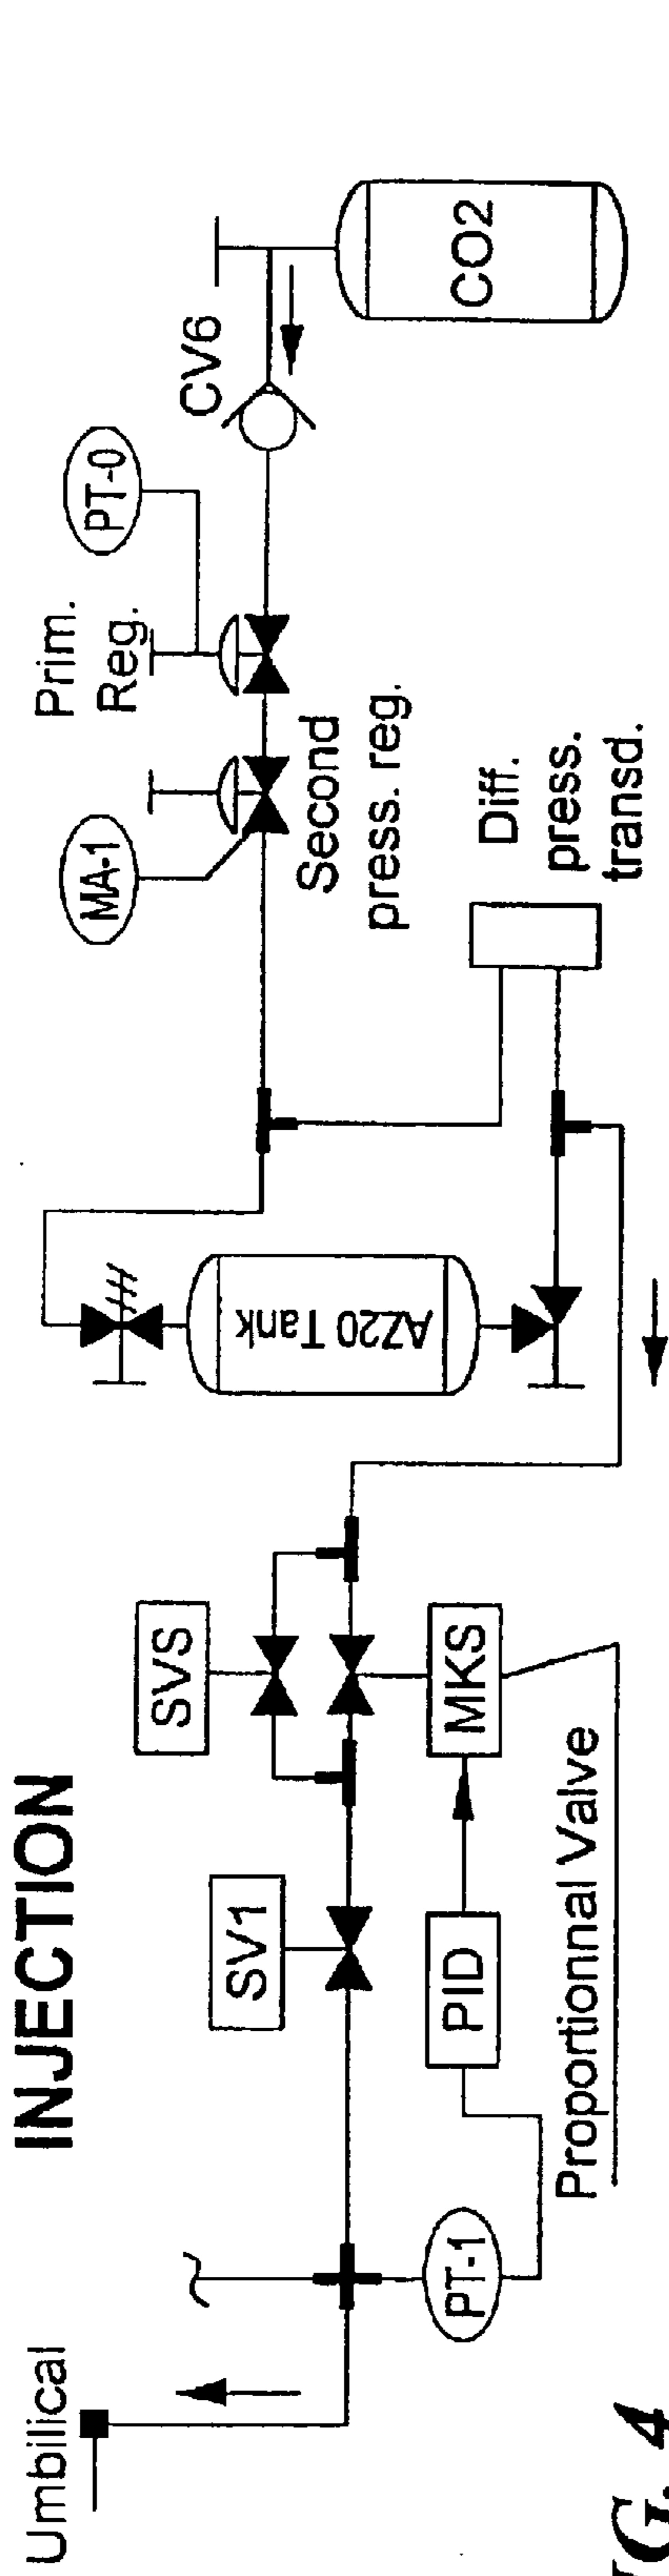 INJECTION
Umbilical
SV1
SVS
PT-1
PID
MKS
Proportionnal Valve
AZ20 Tank
MA-1
Prim.
Reg.
PT-0
CV6
Second
press. reg.
Diff.
press.
transd.
CO2
4